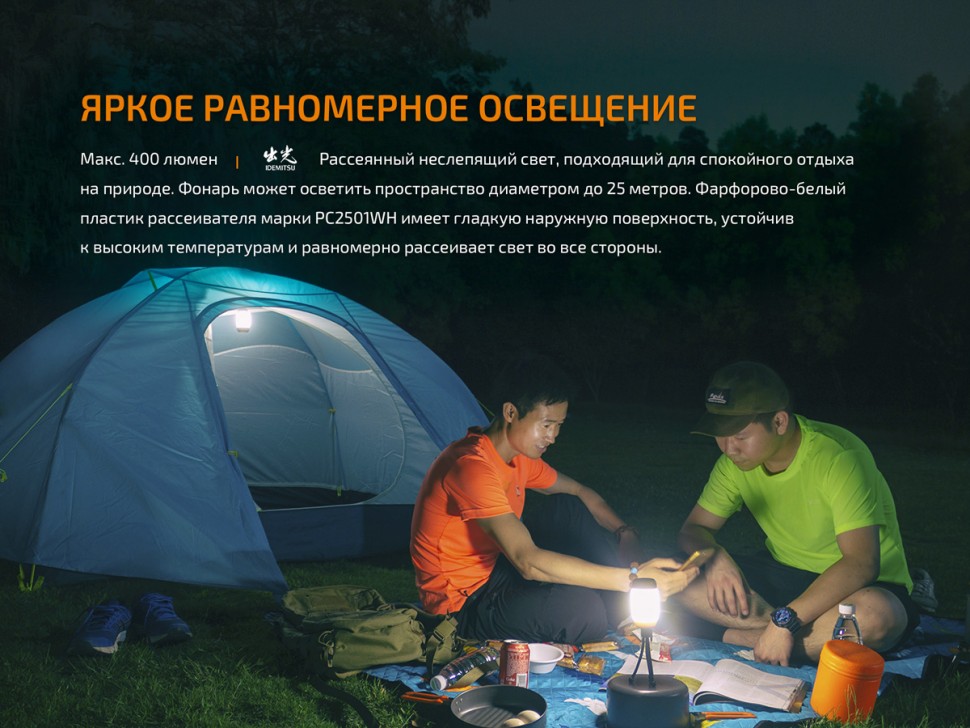 ЯРКОЕ РАВНОМЕРНОЕ ОСВЕЩЕНИЕ
Макс. 400 люмен | 出光 IDEMITSU Рассеянный неслепящий свет, подходящий для спокойного отдыха
на природе. Фонарь может осветить пространство диаметром до 25 метров. Фарфорово-белый
пластик рассеивателя марки PC2501WH имеет гладкую наружную поверхность, устойчив
к высоким температурам и равномерно рассеивает свет во все стороны.